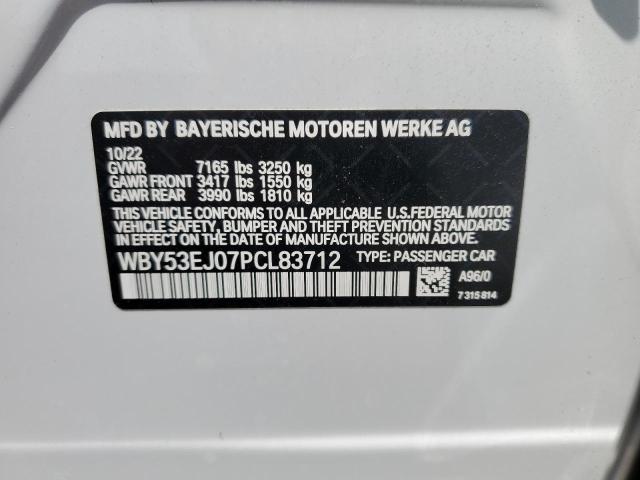 MFD BY BAYERISCHE MOTOREN WERKE AG
10/22
GVWR 7165 lbs 3250 kg
GAWR FRONT 3417 lbs 1550 kg
GAWR REAR 3990 lbs 1810 kg
THIS VEHICLE CONFORMS TO ALL APPLICABLE U.S.FEDERAL MOTOR
VEHICLE SAFETY, BUMPER, AND THEFT PREVENTION STANDARDS
IN EFFECT ON THE DATE OF MANUFACTURE SHOWN ABOVE.
WBY53EJ07PCL83712 TYPE: PASSENGER CAR
A96/0
7315814